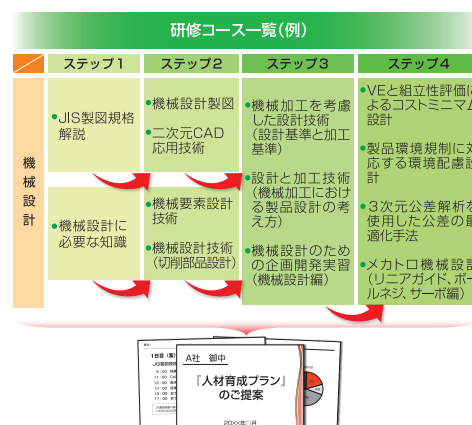 研修コース一覧(例)
ステップ1
ステップ2
ステップ3
ステップ4
機械設計
●JIS製図規格
解説
●機械設計に
必要な知識
●機械設計製図
●二次元CAD
応用技術
●機械要素設計
技術
●機械設計技術
(切削部品設計)
●機械加工を考慮
した設計技術
(設計基準と加工
基準)
●設計と加工技術
(機械加工におけ
る製品設計の考
え方)
●機械設計のため
の企画開発実習
(機械設計編)
●VEと組立性評価に
よるコストミニマム
設計
●製品環境規制に対
応する環境配慮設
計
●3次元公差解析を
使用した公差の最
適化手法
●メカトロ機械設計
(リニアガイド、ボー
ルネジ、サーボ編)
A社 御中
『人材育成プラン』
のご提案
20XX年□月